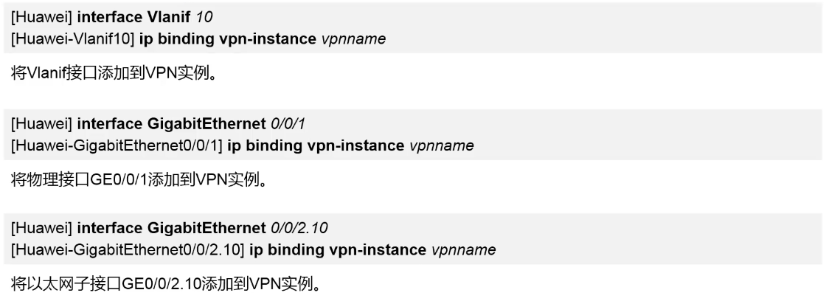 [Huawei] interface Vlanif 10
[Huawei-Vlanif10] ip binding vpn-instance vpnname
将Vlanif接口添加到VPN实例。
[Huawei] interface GigabitEthernet 0/0/1
[Huawei-GigabitEthernet0/0/1] ip binding vpn-instance vpnname
将物理接口GE0/0/1添加到VPN实例。
[Huawei] interface GigabitEthernet 0/0/2.10
[Huawei-GigabitEthernet0/0/2.10] ip binding vpn-instance vpnname
将以太网子接口GE0/0/2.10添加到VPN实例。